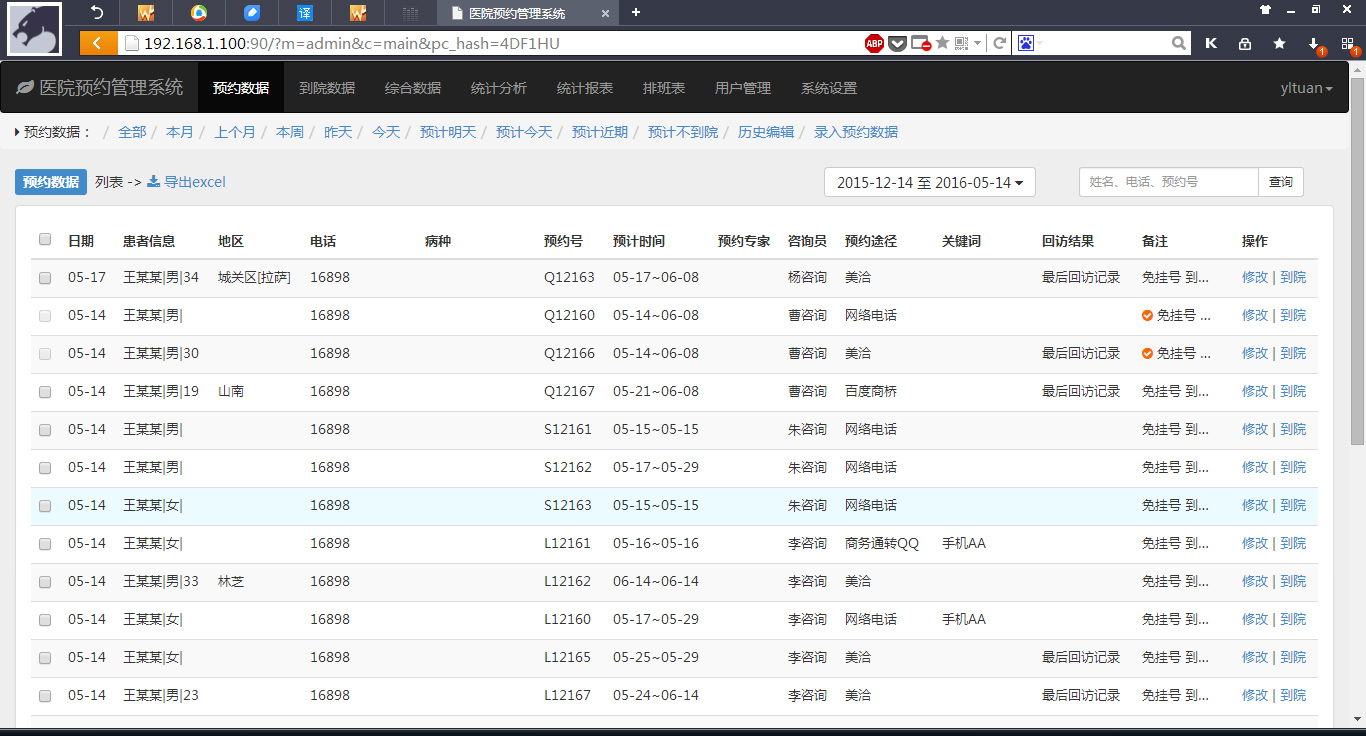 医院预约管理系统
192.168.1.100:90/?m=admin&c=main&pc_hash=4DF1HU
医院预约管理系统 预约数据 到院数据 综合数据 统计分析 统计报表 排班表 用户管理 系统设置 yltuan
预约数据: / 全部 / 本月 / 上个月 / 本周 / 昨天 / 今天 / 预计明天 / 预计今天 / 预计近期 / 预计不到院 / 历史编辑 / 录入预约数据
预约数据 列表 -> 导出excel 2015-12-14 至 2016-05-14 姓名、电话、预约号 查询
日期 患者信息 地区 电话 病种 预约号 预计时间 预约专家 咨询员 预约途径 关键词 回访结果 备注 操作
05-17 王某某|男|34 城关区[拉萨] 16898 Q12163 05-17~06-08 杨咨询 美洽 最后回访记录 免挂号 到... 修改 | 到院
05-14 王某某|男| 16898 Q12160 05-14~06-08 曹咨询 网络电话 免挂号 ... 修改 | 到院
05-14 王某某|男|30 16898 Q12166 05-14~06-08 曹咨询 美洽 最后回访记录 免挂号 ... 修改 | 到院
05-14 王某某|男|19 山南 16898 Q12167 05-21~06-08 曹咨询 百度商桥 最后回访记录 免挂号 到... 修改 | 到院
05-14 王某某|男| 16898 S12161 05-15~05-15 朱咨询 网络电话 免挂号 到... 修改 | 到院
05-14 王某某|男| 16898 S12162 05-17~05-29 朱咨询 网络电话 免挂号 到... 修改 | 到院
05-14 王某某|女| 16898 S12163 05-15~05-15 朱咨询 网络电话 免挂号 到... 修改 | 到院
05-14 王某某|女| 16898 L12161 05-16~05-16 李咨询 商务通转QQ 手机AA 免挂号 到... 修改 | 到院
05-14 王某某|男|33 林芝 16898 L12162 06-14~06-14 李咨询 美洽 免挂号 到... 修改 | 到院
05-14 王某某|女| 16898 L12160 05-17~05-29 李咨询 网络电话 手机AA 免挂号 到... 修改 | 到院
05-14 王某某|女| 16898 L12165 05-25~05-29 李咨询 美洽 最后回访记录 免挂号 到... 修改 | 到院
05-14 王某某|男|23 16898 L12167 05-24~06-14 李咨询 美洽 最后回访记录 免挂号 到... 修改 | 到院